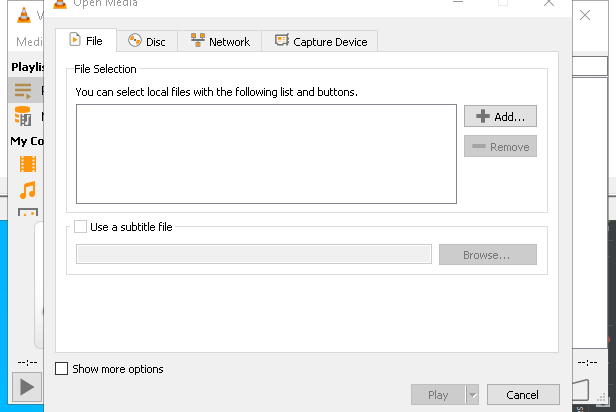 Open Media
Medi
File
Disc
Network
Capture Device
Playlis
File Selection
You can select local files with the following list and buttons.
Add...
Remove
My Co
Use a subtitle file
Browse...
--:--
--:--
Show more options
Play
Cancel